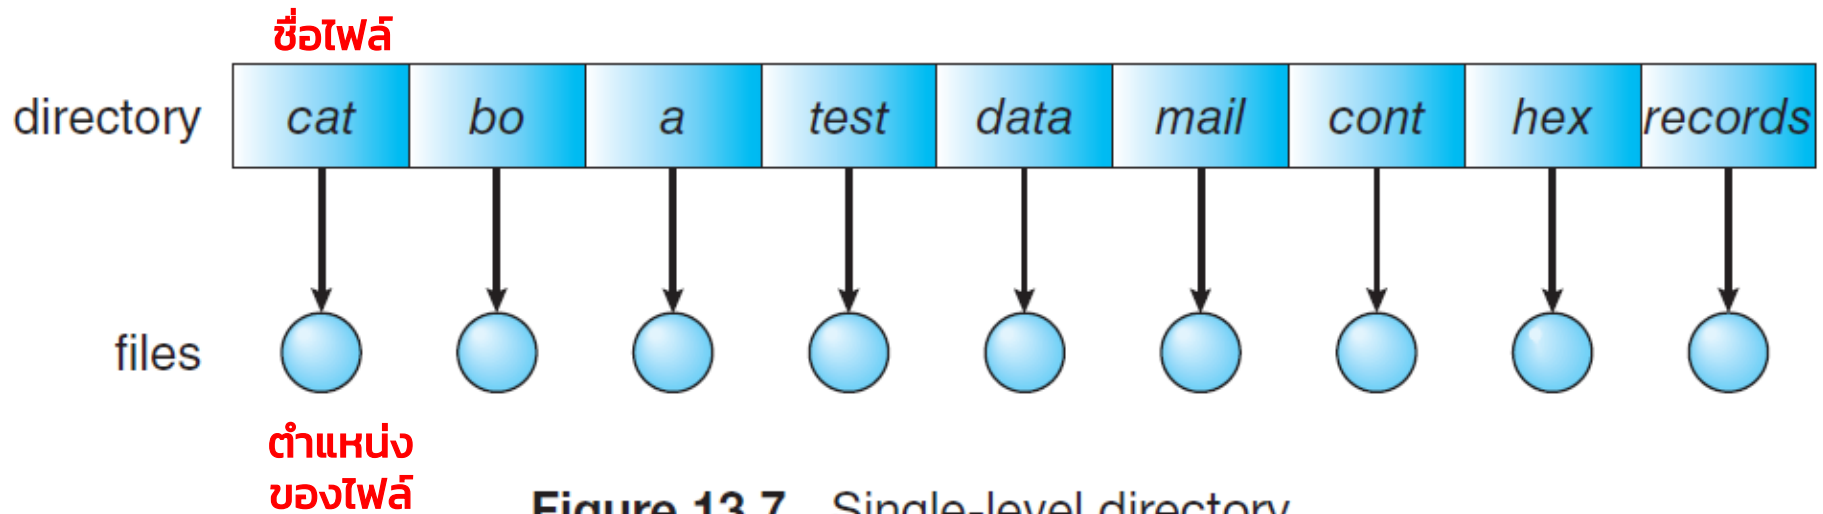 ชื่อไฟล์
directory cat bo a test data mail cont hex records
files
ตำแหน่ง
ของไฟล์
Figure 13.7 Single-level directory